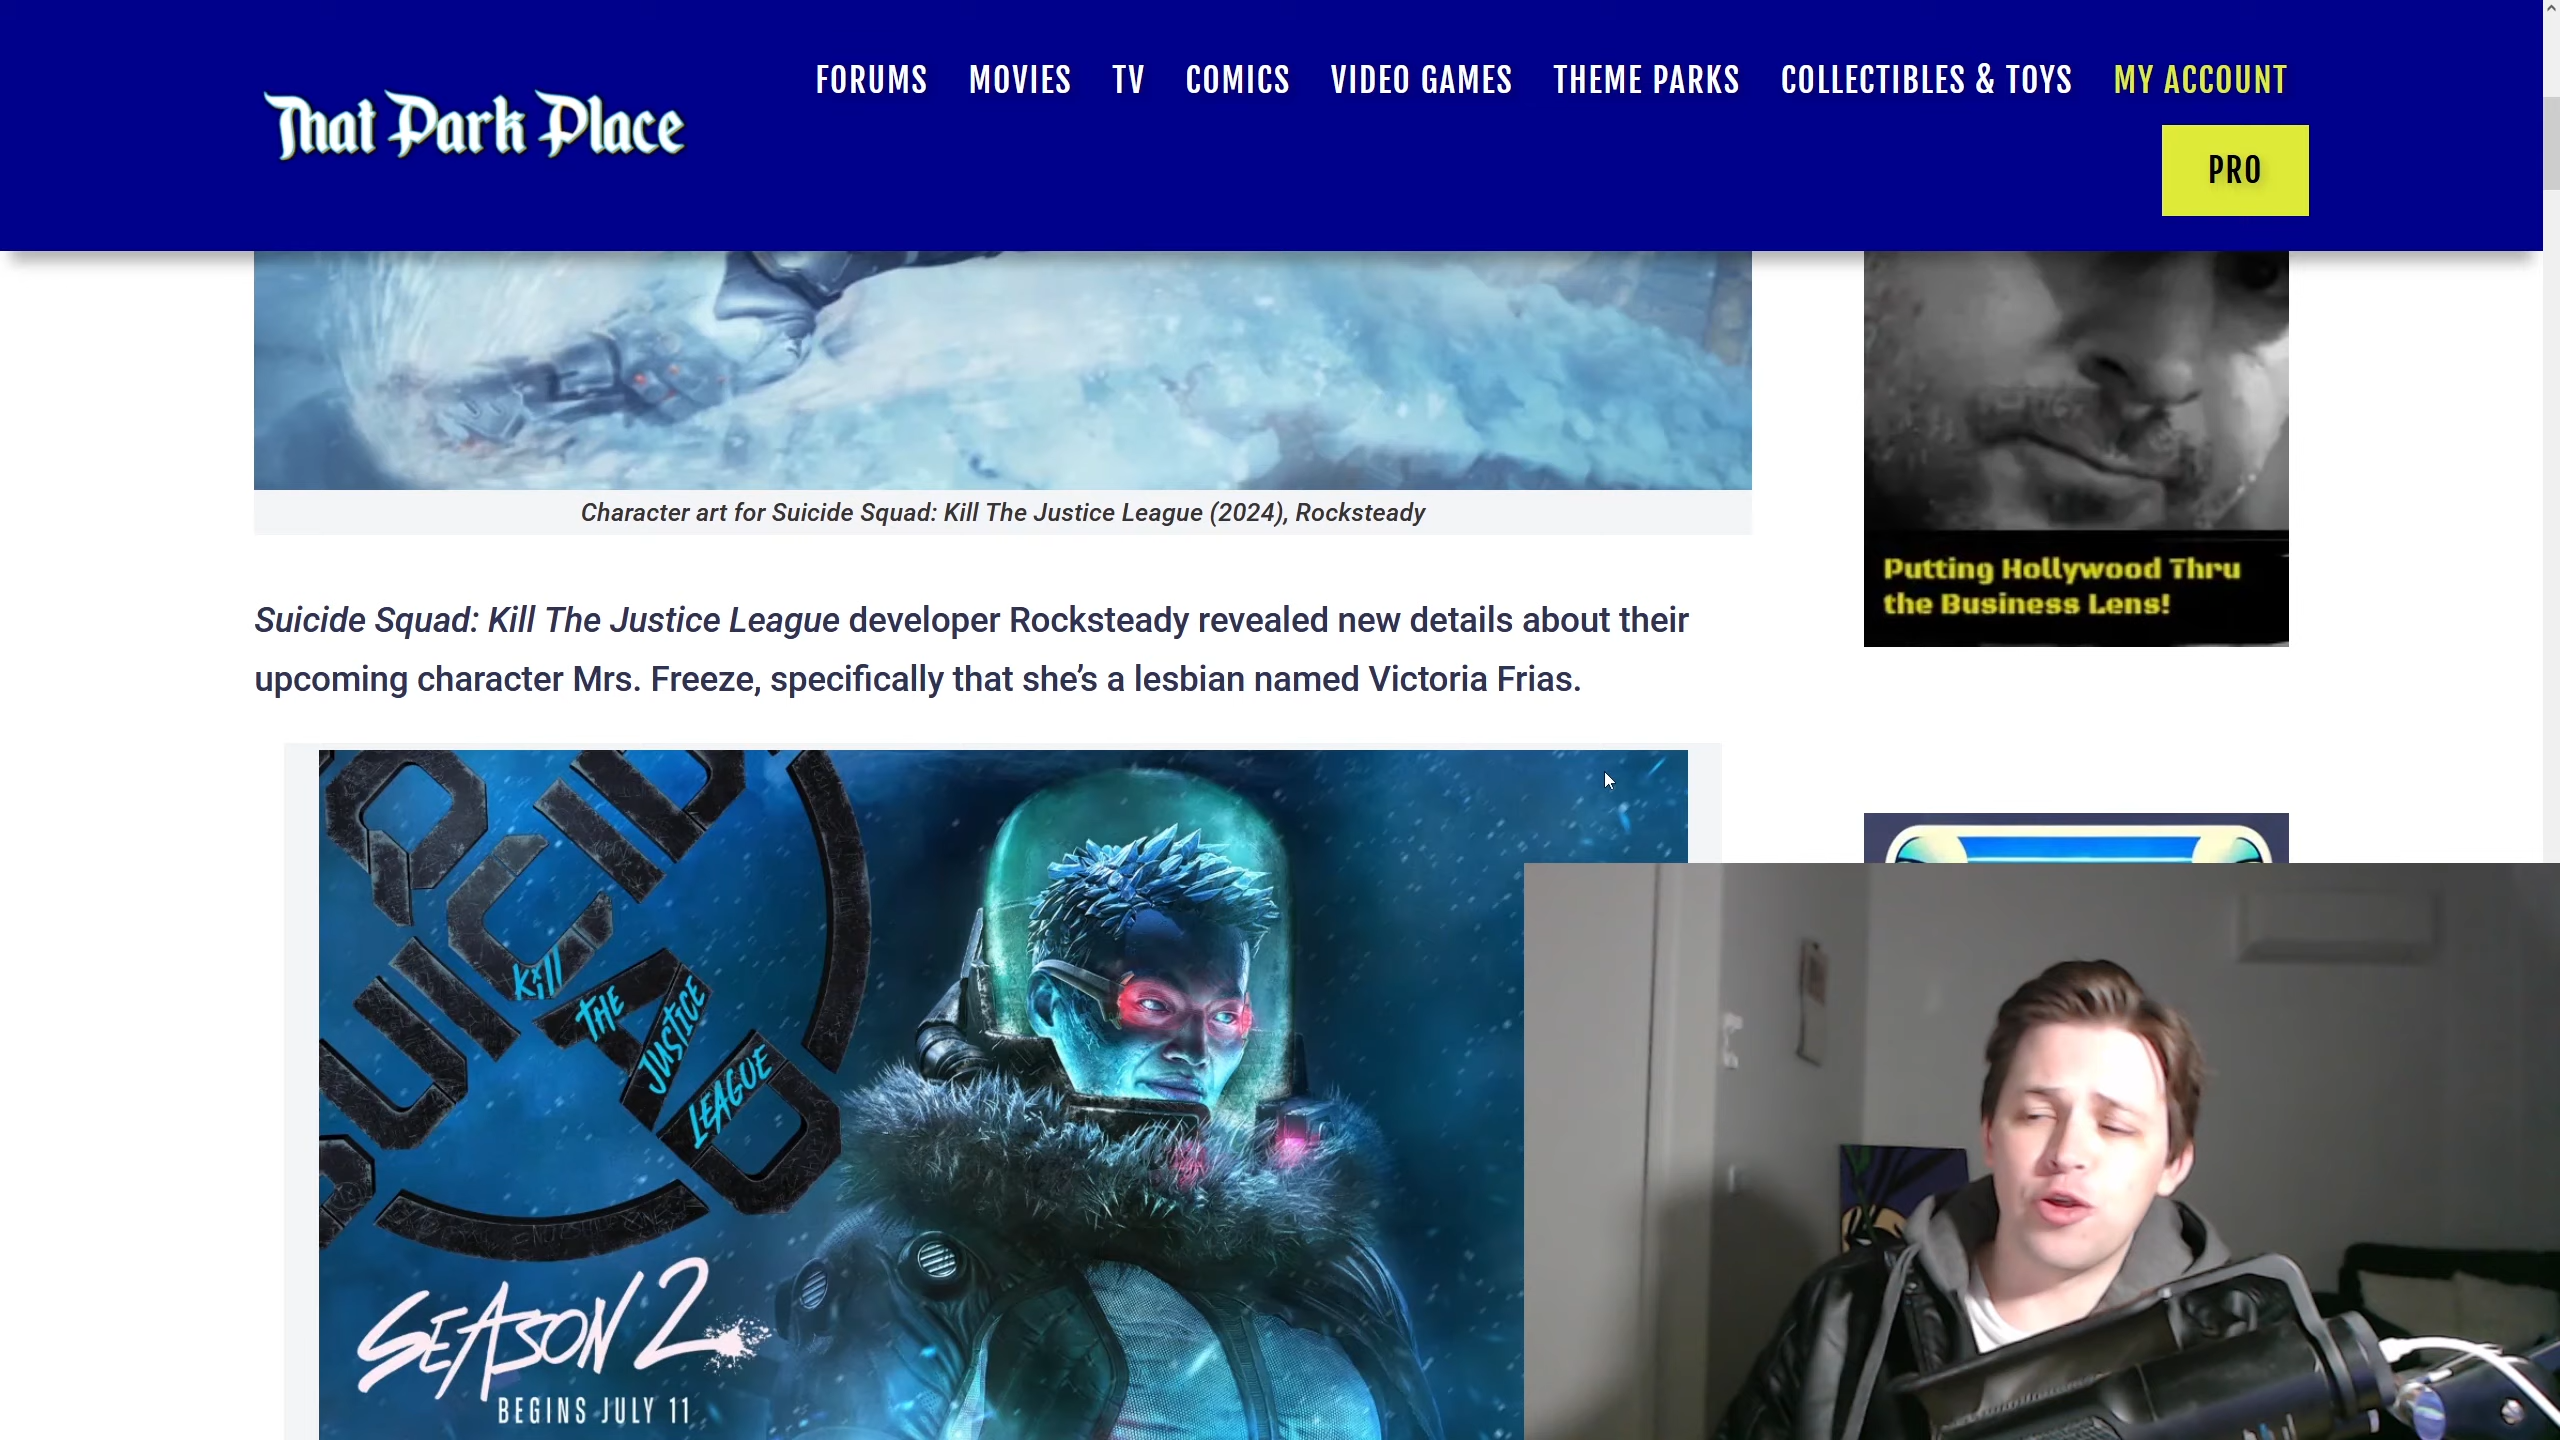 That Park Place
FORUMS MOVIES TV COMICS VIDEO GAMES THEME PARKS COLLECTIBLES & TOYS MY ACCOUNT
PRO
Character art for Suicide Squad: Kill The Justice League (2024), Rocksteady
Suicide Squad: Kill The Justice League developer Rocksteady revealed new details about their
upcoming character Mrs. Freeze, specifically that she’s a lesbian named Victoria Frias.
Putting Hollywood Thru
the Business Lens!
SUICIDE
SQUAD
Kill
THE
JUSTICE
LEAGUE
SEASON 2
BEGINS JULY 11